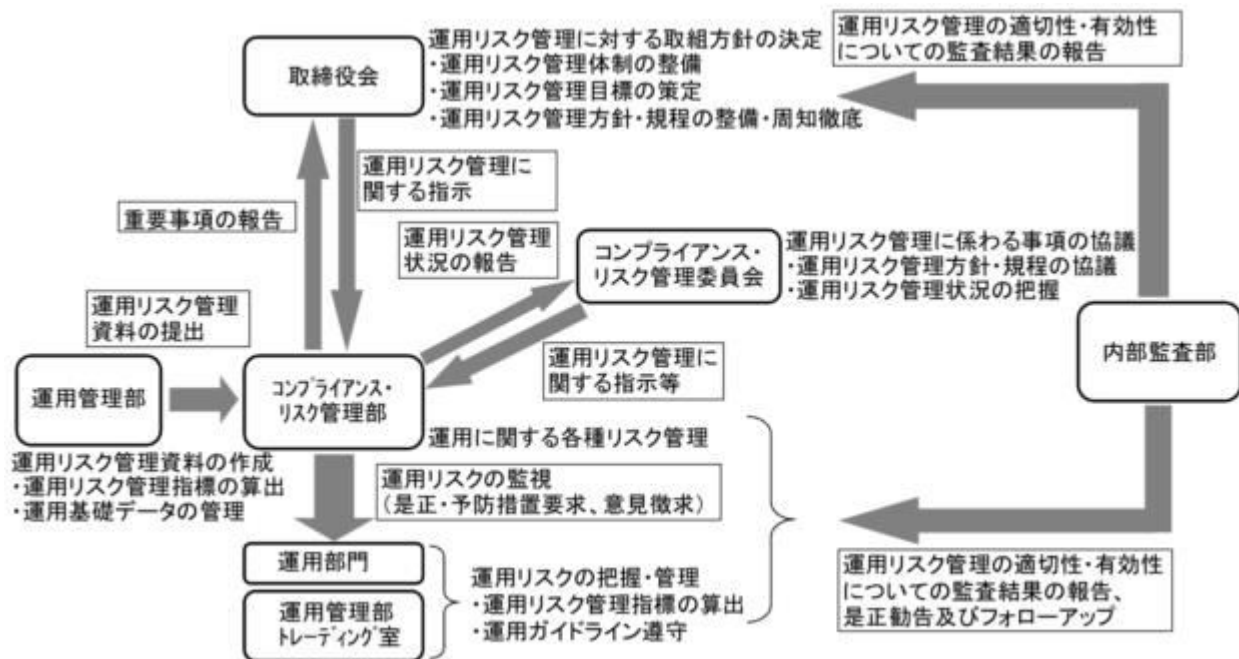 取締役会
運用リスク管理に対する取組方針の決定
・運用リスク管理体制の整備
・運用リスク管理目標の策定
・運用リスク管理方針・規程の整備・周知徹底
運用リスク管理の適切性・有効性
についての監査結果の報告
運用リスク管理に
関する指示
重要事項の報告
運用リスク管理
状況の報告
コンプライアンス・
リスク管理委員会
運用リスク管理に係わる事項の協議
・運用リスク管理方針・規程の協議
・運用リスク管理状況の把握
運用リスク管理
資料の提出
運用リスク管理に
関する指示等
内部監査部
運用管理部
コンプライアンス・
リスク管理部
運用に関する各種リスク管理
運用リスク管理資料の作成
・運用リスク管理指標の算出
・運用基礎データの管理
運用リスクの監視
(是正・予防措置要求、意見徴求)
運用部門
運用管理部
トレーディング室
運用リスクの把握・管理
・運用リスク管理指標の算出
・運用ガイドライン遵守
運用リスク管理の適切性・有効性
についての監査結果の報告、
是正勧告及びフォローアップ